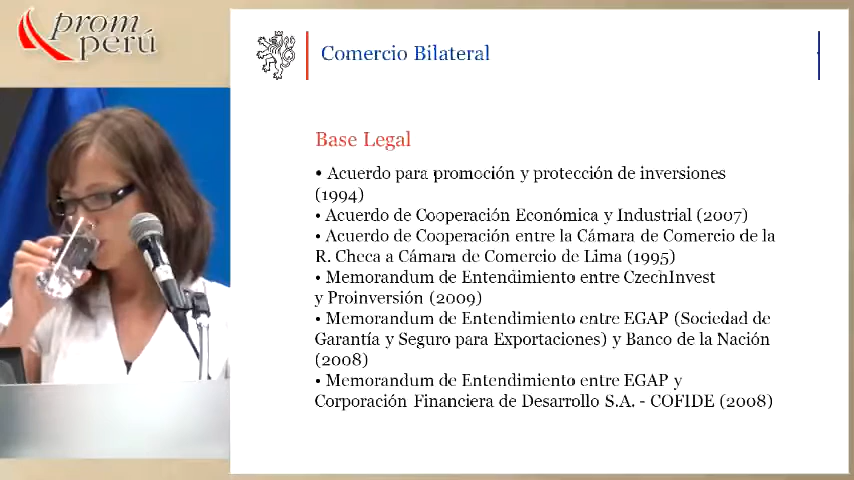 prom
perú
Comercio Bilateral
Base Legal
• Acuerdo para promoción y protección de inversiones
(1994)
• Acuerdo de Cooperación Económica y Industrial (2007)
• Acuerdo de Cooperación entre la Cámara de Comercio de la
R. Checa a Cámara de Comercio de Lima (1995)
• Memorandum de Entendimiento entre CzechInvest
y Proinversión (2009)
• Memorandum de Entendimiento entre EGAP (Sociedad de
Garantía y Seguro para Exportaciones) y Banco de la Nación
(2008)
• Memorandum de Entendimiento entre EGAP y
Corporación Financiera de Desarrollo S.A. - COFIDE (2008)